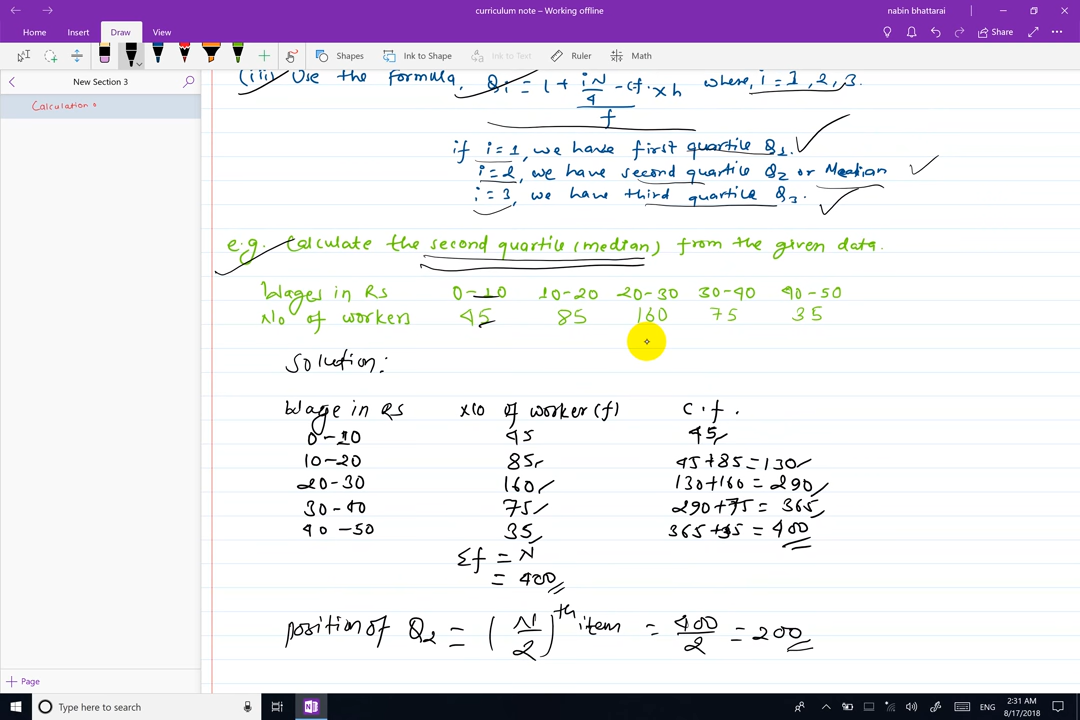 curriculum note – Working offline
nabin bhattarai
Home Insert Draw View
Share
Shapes Ink to Shape Ink to Text Ruler Math
New Section 3
Calculation
(iii) Use the formula, Qi = l + iN/4 - cf. x h / f where, i = 1, 2, 3.
if i = 1, we have first quartile Q1.
i = 2, we have second quartile Q2 or Median
i = 3, we have third quartile Q3.
e.g. Calculate the second quartile (median) from the given data.
Wages in Rs 0-10 10-20 20-30 30-40 40-50
No of workers 45 85 160 75 35
Solution:
Wage in RS No of worker (f) c.f.
0-10 45 45
10-20 85 45+85=130
20-30 160 130+160=290
30-40 75 290+75=365
40-50 35 365+35=400
Σf = N
= 400
position of Q2 = (N/2)th item = 400/2 = 200
Page
Type here to search
ENG
2:31 AM
8/17/2018